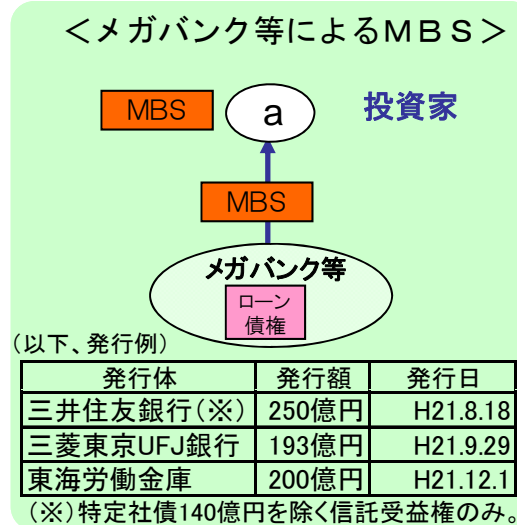 ＜メガバンク等によるＭＢＳ＞
MBS a 投資家
MBS
メガバンク等
ローン
債権
（以下、発行例）
発行体 発行額 発行日
三井住友銀行（※） 250億円 H21.8.18
三菱東京UFJ銀行 193億円 H21.9.29
東海労働金庫 200億円 H21.12.1
（※）特定社債140億円を除く信託受益権のみ。